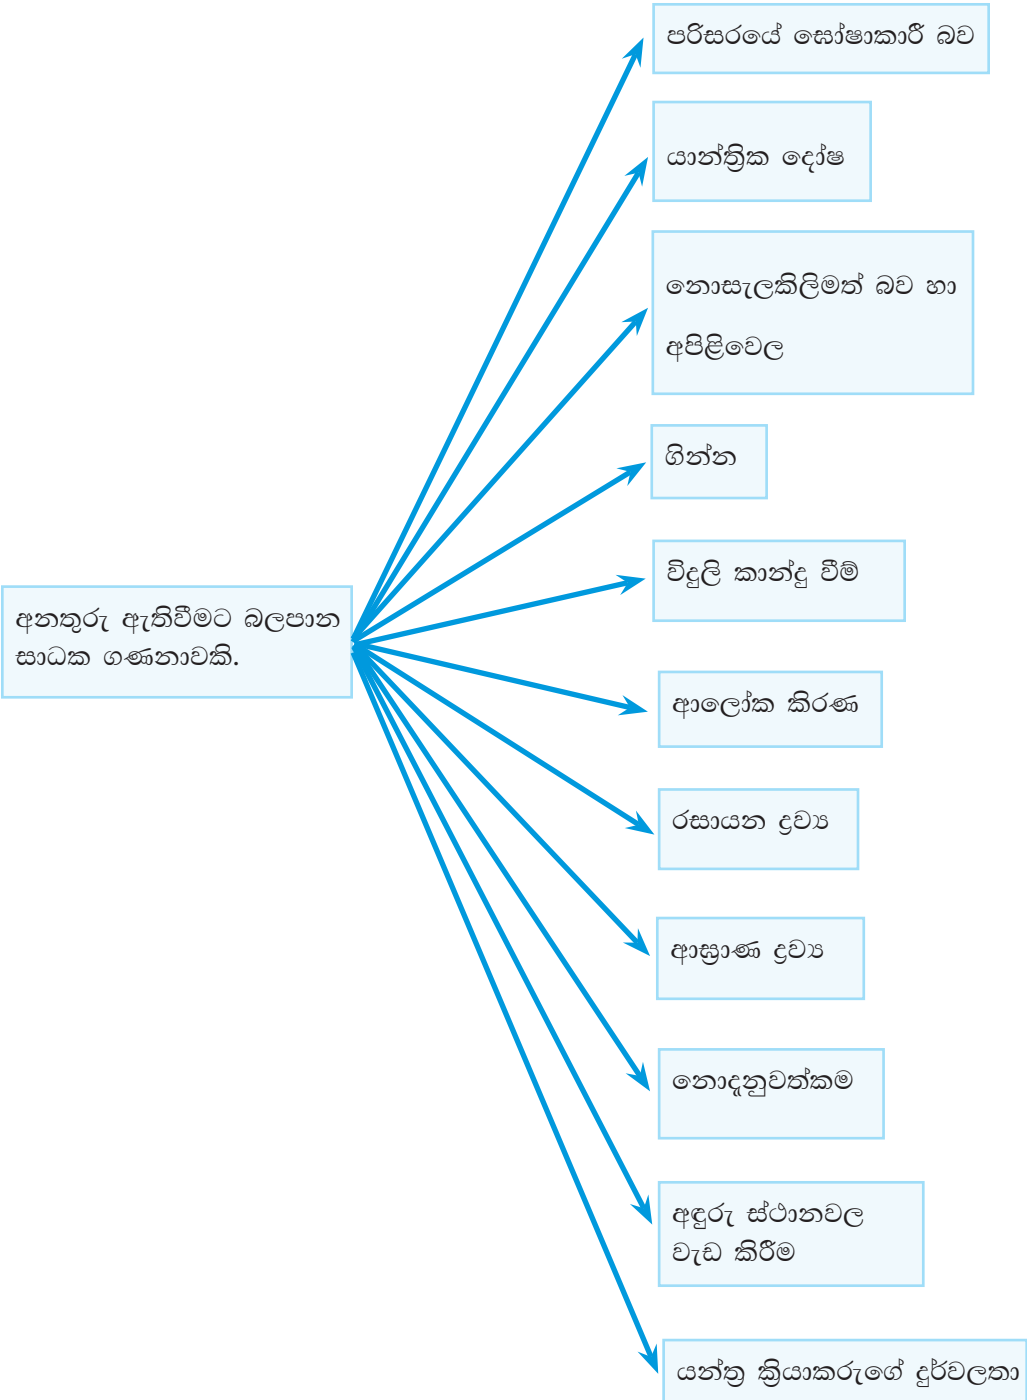 පරිසරයේ ඝෝෂාකාරී බව
යාන්ත්‍රික දෝෂ
නොසැලකිලිමත් බව හා
අපිළිවෙල
ගින්න
විදුලි කාන්දු වීම්
අනතුරු ඇතිවීමට බලපාන
සාධක ගණනාවකි.
ආලෝක කිරණ
රසායන ද්‍රව්‍ය
ආඝ්‍රාණ ද්‍රව්‍ය
නොදැනුවත්කම
අඳුරු ස්ථානවල
වැඩ කිරීම
යන්ත්‍ර ක්‍රියාකරුගේ දුර්වලතා